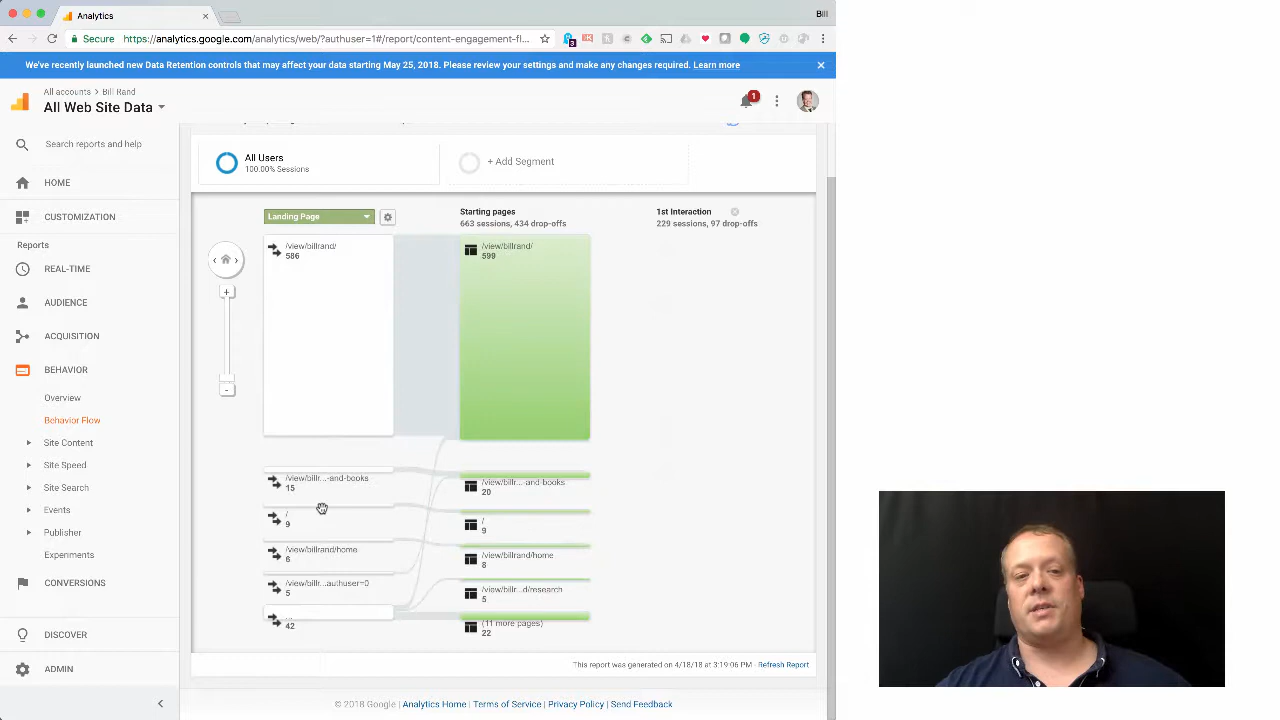 Analytics
Bill
Secure
https://analytics.google.com/analytics/web/?authuser=1#/report/content-engagement-fl...
3
We've recently launched new Data Retention controls that may affect your data starting May 25, 2018. Please review your settings and make any changes required. Learn more
All accounts > Bill Rand
All Web Site Data
1
Search reports and help
HOME
CUSTOMIZATION
Reports
REAL-TIME
AUDIENCE
ACQUISITION
BEHAVIOR
Overview
Behavior Flow
Site Content
Site Speed
Site Search
Events
Publisher
Experiments
CONVERSIONS
DISCOVER
ADMIN
All Users
100.00% Sessions
+ Add Segment
Landing Page
Starting pages
663 sessions, 434 drop-offs
1st Interaction
229 sessions, 97 drop-offs
/view/billrand/
586
/view/billrand/
599
/view/billr...-and-books
15
/view/billr...-and-books
20
/
9
/
9
/view/billrand/home
6
/view/billrand/home
8
/view/billr...authuser=0
5
/view/billr...d/research
5
...
42
(11 more pages)
22
This report was generated on 4/18/18 at 3:19:06 PM - Refresh Report
© 2018 Google | Analytics Home | Terms of Service | Privacy Policy | Send Feedback